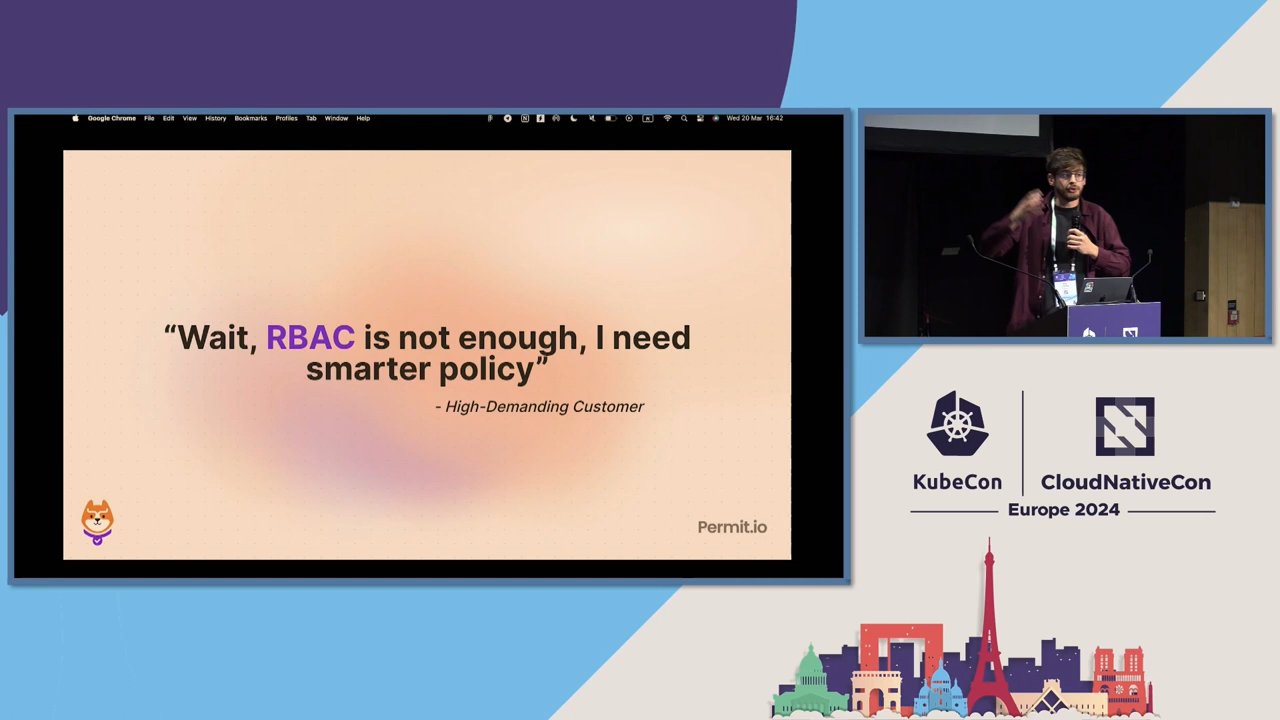 Google Chrome File Edit View History Bookmarks Profiles Tab Window Help
Wed 20 Mar 16:42
“Wait, RBAC is not enough, I need
smarter policy”
- High-Demanding Customer
Permit.io
KubeCon
CloudNativeCon
Europe 2024